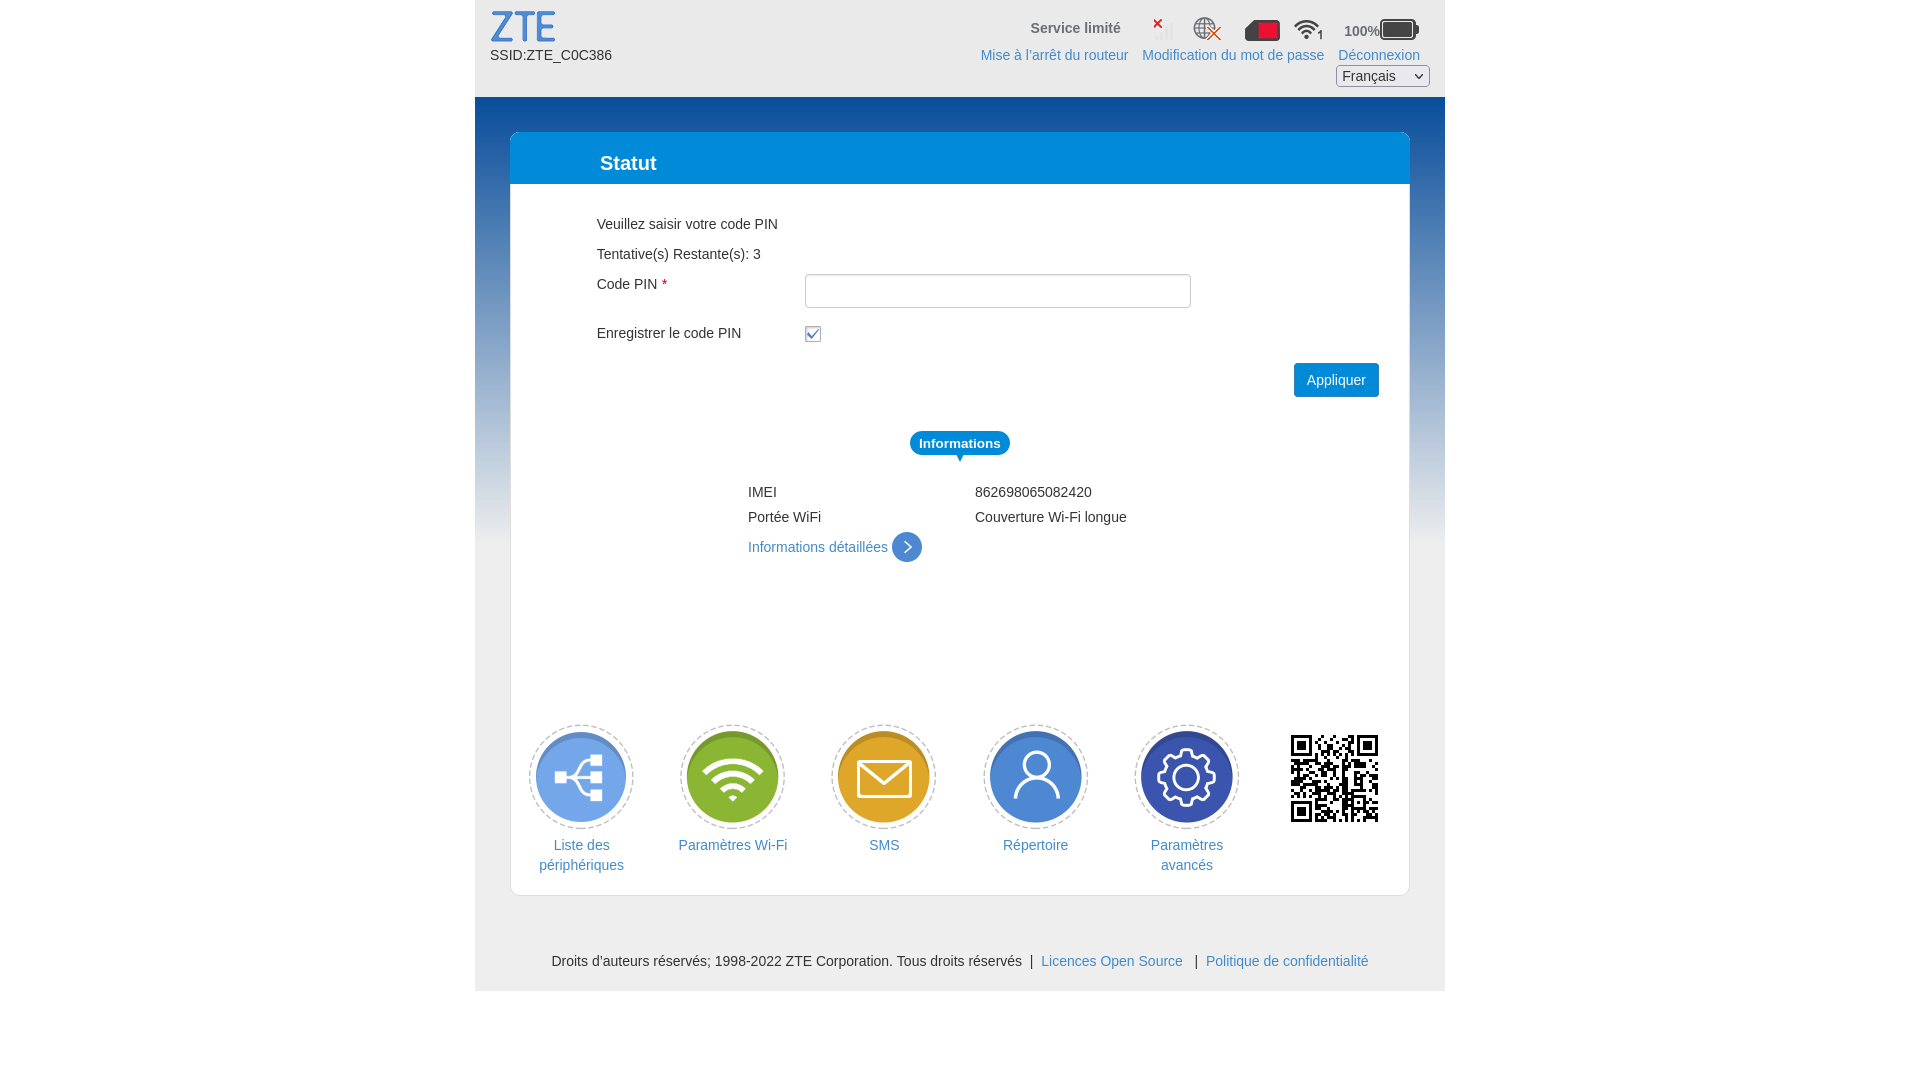 ZTE
Service limité
1
100%
SSID:ZTE_C0C386
Mise à l’arrêt du routeur Modification du mot de passe Déconnexion
Français
Statut
Veuillez saisir votre code PIN
Tentative(s) Restante(s): 3
Code PIN *
Enregistrer le code PIN
Appliquer
Informations
IMEI 862698065082420
Portée WiFi Couverture Wi-Fi longue
Informations détaillées
Liste des périphériques
Paramètres Wi-Fi
SMS
Répertoire
Paramètres avancés
Droits d’auteurs réservés; 1998-2022 ZTE Corporation. Tous droits réservés | Licences Open Source | Politique de confidentialité